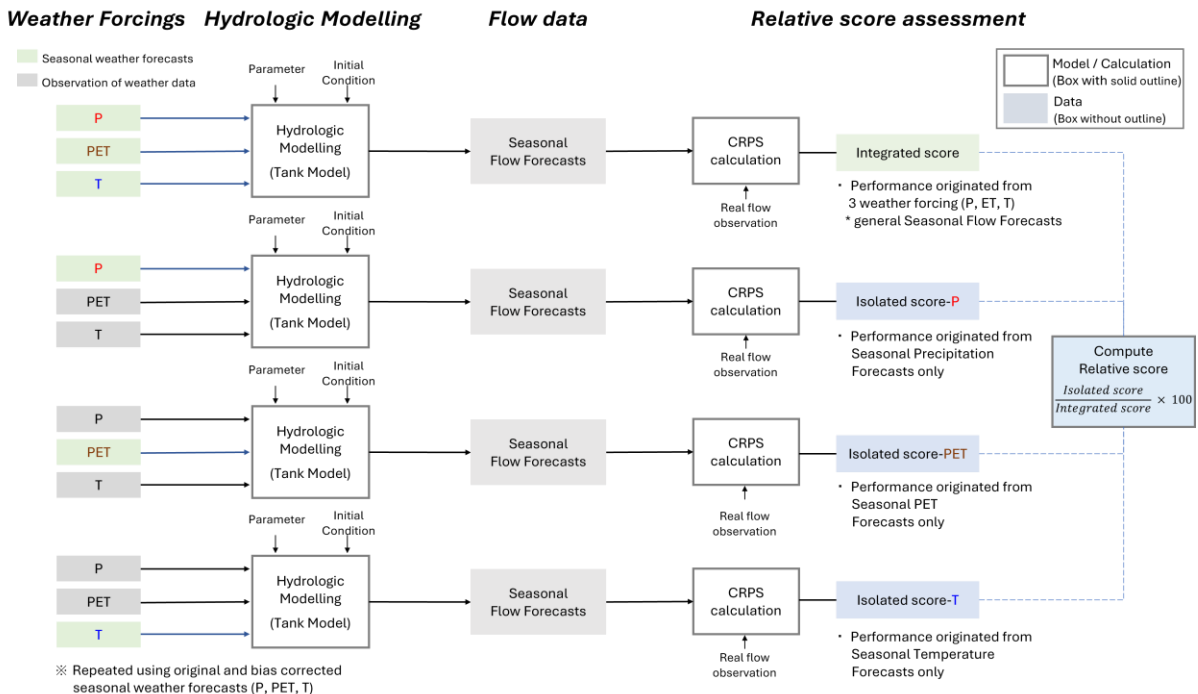 Weather Forcings
Hydrologic Modelling
Flow data
Relative score assessment
Seasonal weather forecasts
Observation of weather data
Model / Calculation
(Box with solid outline)
Data
(Box without outline)
Parameter
Initial
Condition
P
PET
T
Hydrologic
Modelling
(Tank Model)
Seasonal
Flow Forecasts
CRPS
calculation
Real flow
observation
Integrated score
・ Performance originated from
3 weather forcing (P, ET, T)
* general Seasonal Flow Forecasts
Parameter
Initial
Condition
P
PET
T
Hydrologic
Modelling
(Tank Model)
Seasonal
Flow Forecasts
CRPS
calculation
Real flow
observation
Isolated score-P
・ Performance originated from
Seasonal Precipitation
Forecasts only
Compute
Relative score
Isolated score
Integrated score
× 100
Parameter
Initial
Condition
P
PET
T
Hydrologic
Modelling
(Tank Model)
Seasonal
Flow Forecasts
CRPS
calculation
Real flow
observation
Isolated score-PET
・ Performance originated from
Seasonal PET
Forecasts only
Parameter
Initial
Condition
P
PET
T
Hydrologic
Modelling
(Tank Model)
Seasonal
Flow Forecasts
CRPS
calculation
Real flow
observation
Isolated score-T
・ Performance originated from
Seasonal Temperature
Forecasts only
※ Repeated using original and bias corrected
seasonal weather forecasts (P, PET, T)